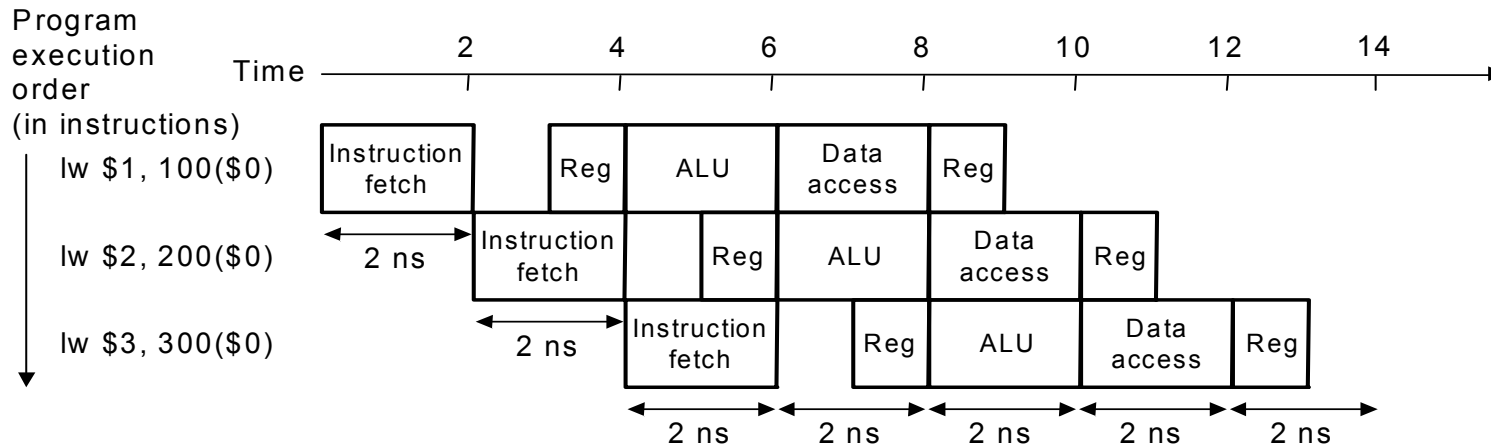 Program
execution
order
(in instructions)
Time
2 4 6 8 10 12 14
lw $1, 100($0)
Instruction
fetch
Reg
ALU
Data
access
Reg
2 ns
lw $2, 200($0)
Instruction
fetch
Reg
ALU
Data
access
Reg
2 ns
lw $3, 300($0)
Instruction
fetch
Reg
ALU
Data
access
Reg
2 ns 2 ns 2 ns 2 ns 2 ns